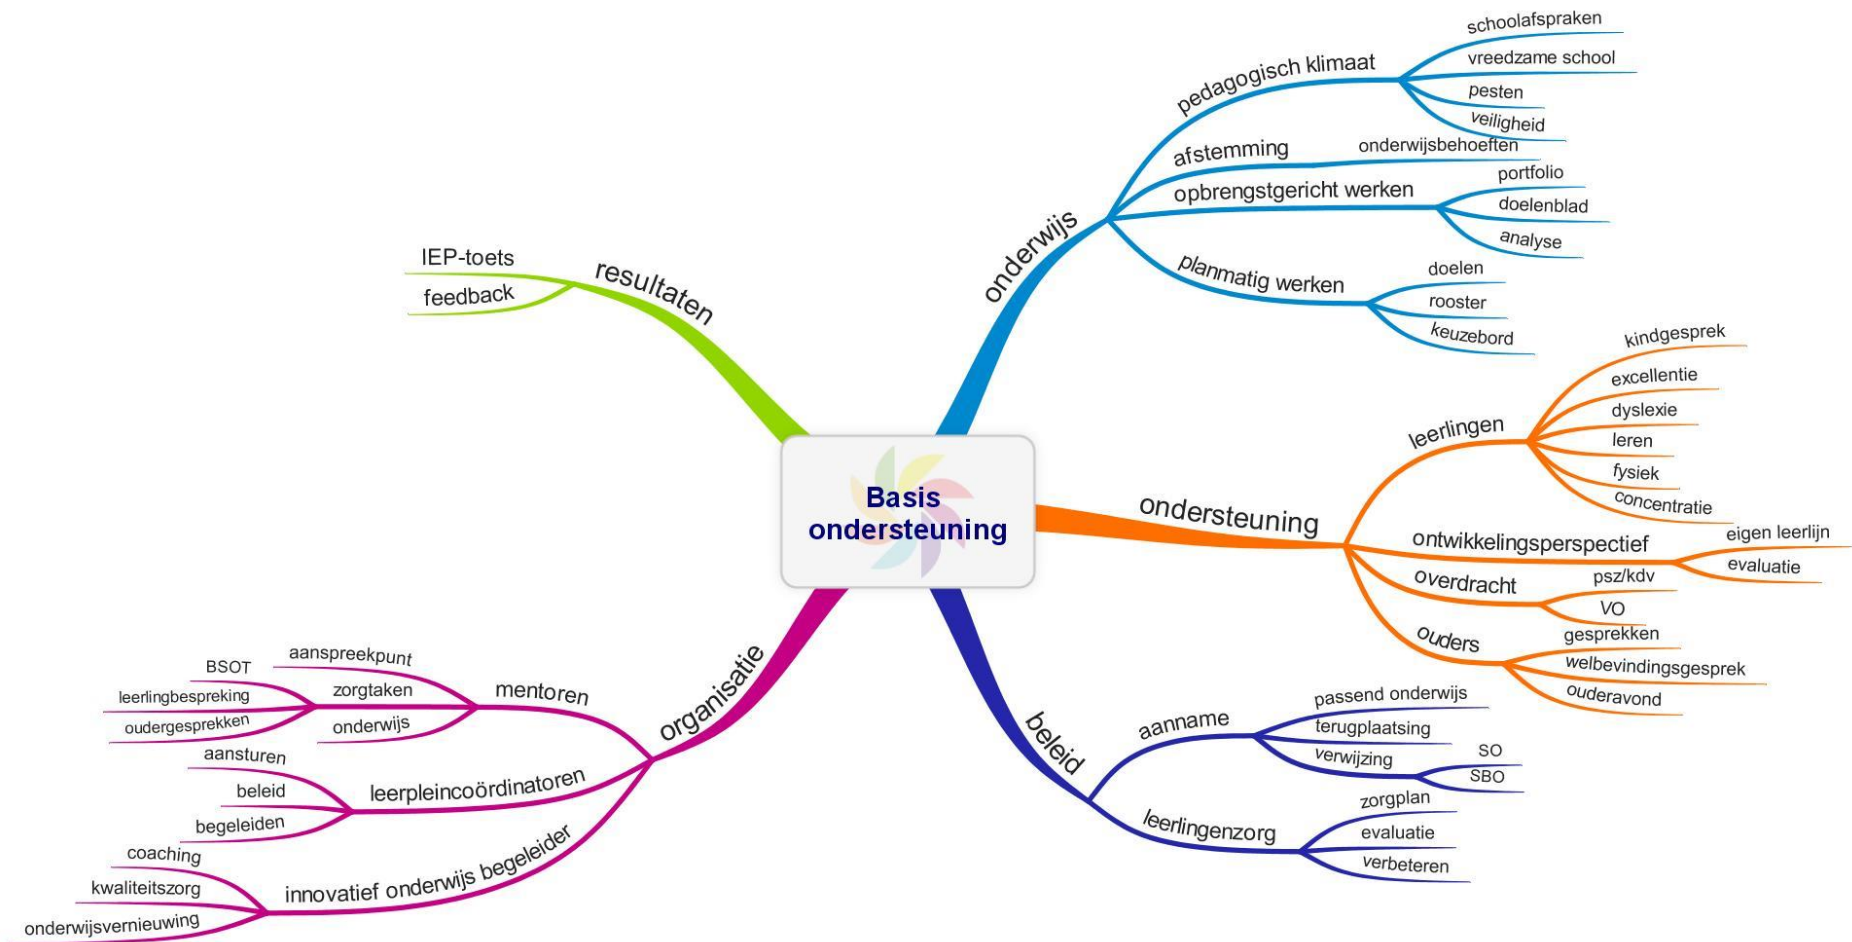 Basis
ondersteuning
onderwijs
pedagogisch klimaat
schoolafspraken
vreedzame school
pesten
veiligheid
afstemming
onderwijsbehoeften
opbrengstgericht werken
portfolio
doelenblad
analyse
planmatig werken
doelen
rooster
keuzebord
ondersteuning
leerlingen
kindgesprek
excellentie
dyslexie
leren
fysiek
concentratie
ontwikkelingsperspectief
eigen leerlijn
evaluatie
overdracht
psz/kdv
VO
ouders
gesprekken
welbevindingsgesprek
ouderavond
beleid
aanname
passend onderwijs
terugplaatsing
verwijzing
SO
SBO
leerlingenzorg
zorgplan
evaluatie
verbeteren
organisatie
mentoren
aanspreekpunt
zorgtaken
BSOT
leerlingbespreking
oudergesprekken
onderwijs
leerpleincoördinatoren
aansturen
beleid
begeleiden
innovatief onderwijs begeleider
coaching
kwaliteitszorg
onderwijsvernieuwing
resultaten
IEP-toets
feedback